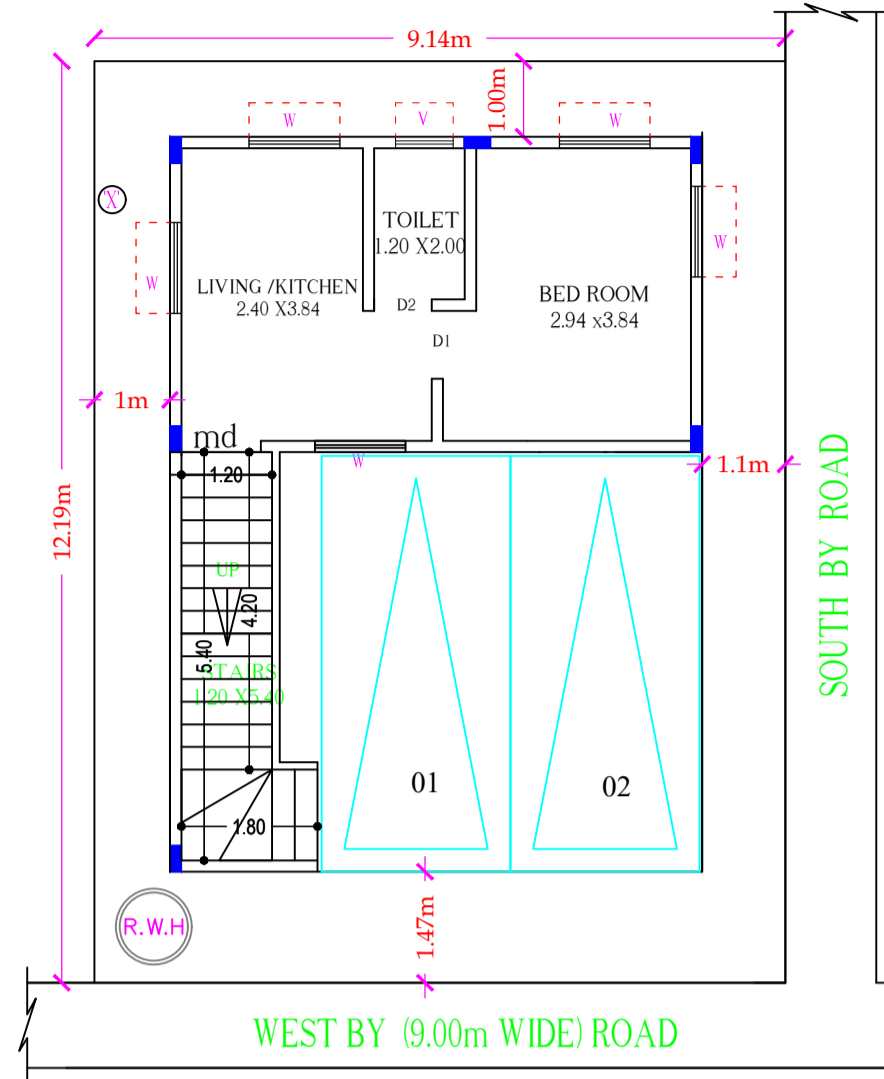 9.14m
1.00m
W
V
W
'X'
TOILET
1.20 X2.00
W
W
LIVING /KITCHEN
2.40 X3.84
BED ROOM
2.94 x3.84
D2
D1
1m
md
W
1.1m
1.20
12.19m
UP
4.20
5.40
STAIRS
1.20 X5.40
SOUTH BY ROAD
01
02
1.80
R.W.H
1.47m
WEST BY (9.00m WIDE) ROAD